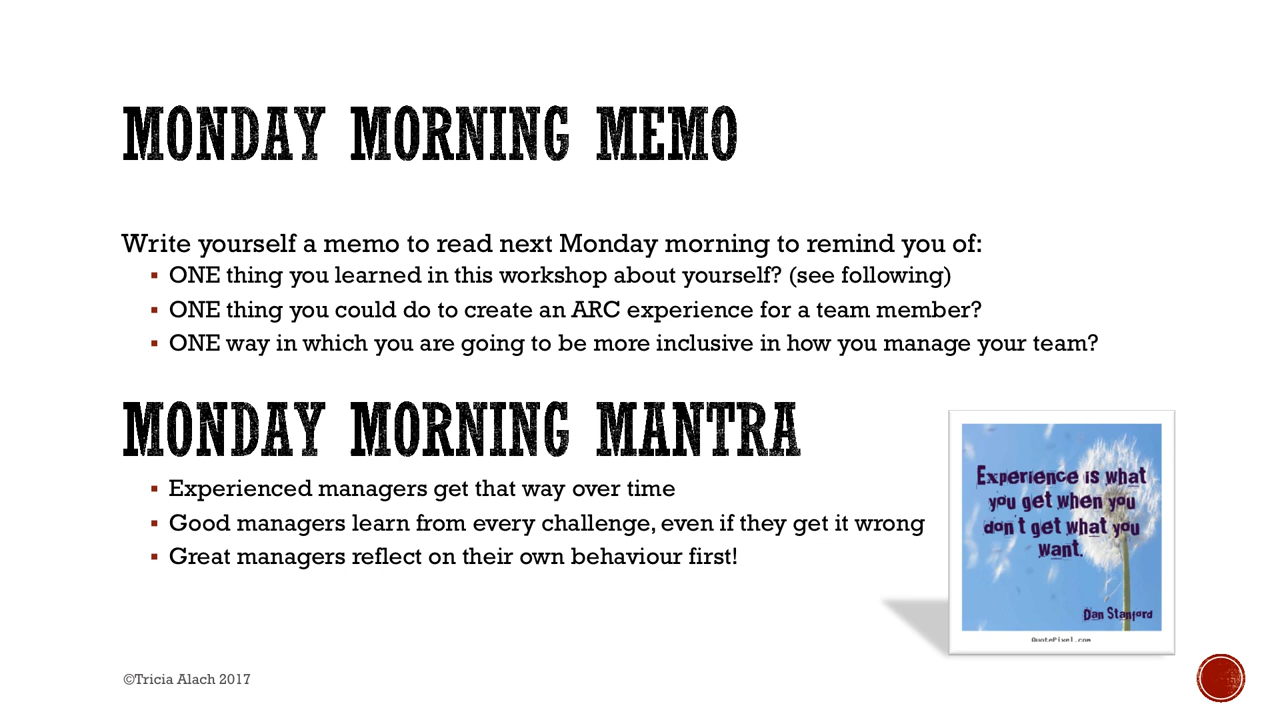 MONDAY MORNING MEMO
Write yourself a memo to read next Monday morning to remind you of:
▪ ONE thing you learned in this workshop about yourself? (see following)
▪ ONE thing you could do to create an ARC experience for a team member?
▪ ONE way in which you are going to be more inclusive in how you manage your team?
MONDAY MORNING MANTRA
▪ Experienced managers get that way over time
▪ Good managers learn from every challenge, even if they get it wrong
▪ Great managers reflect on their own behaviour first!
Experience is what
you get when you
don't get what you
want.
Dan Stanford
QuotePixel.com
©Tricia Alach 2017